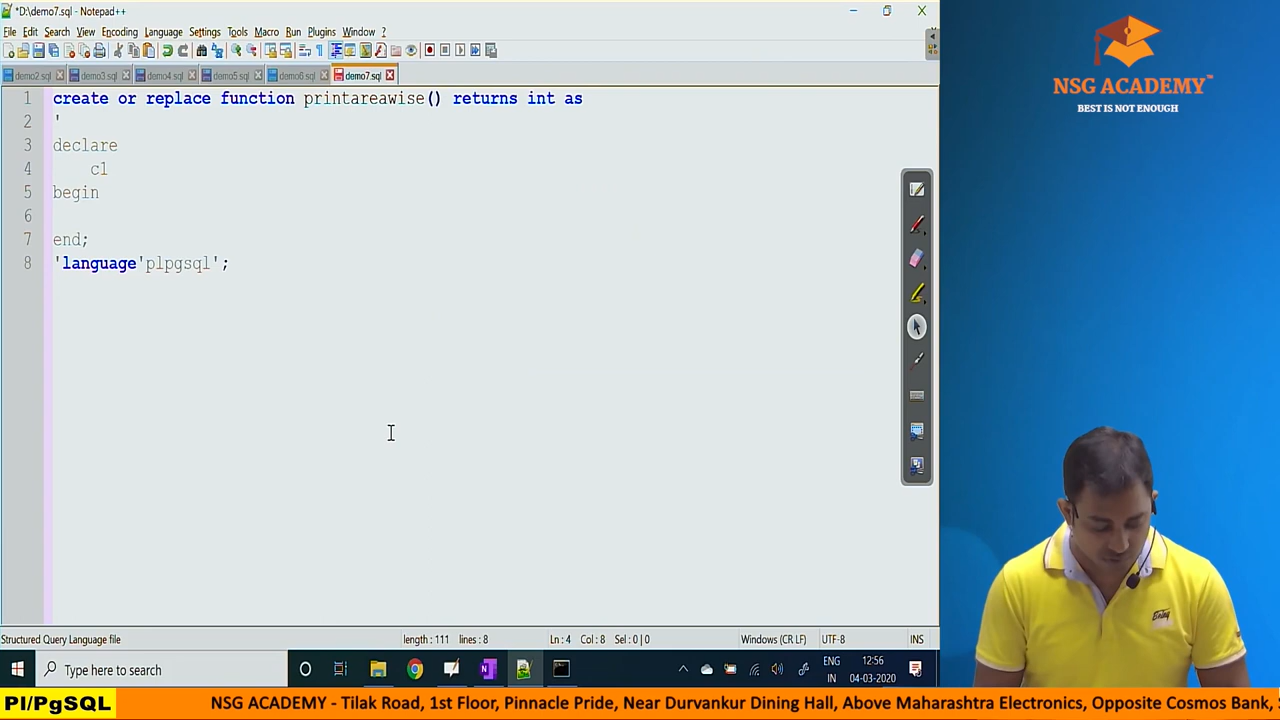 *D:\demo7.sql - Notepad++
File Edit Search View Encoding Language Settings Tools Macro Run Plugins Window ?
demo2.sql demo3.sql demo4.sql demo5.sql demo6.sql demo7.sql
1 create or replace function printareawise() returns int as
2 '
3 declare
4 c1
5 begin
6
7 end;
8 'language'plpgsql';
Structured Query Language file length : 111 lines : 8 Ln : 4 Col : 8 Sel : 0 | 0 Windows (CR LF) UTF-8 INS
Type here to search
ENG
IN
12:56
04-03-2020
NSG ACADEMY™
BEST IS NOT ENOUGH
Pl/PgSQL
NSG ACADEMY - Tilak Road, 1st Floor, Pinnacle Pride, Near Durvankur Dining Hall, Above Maharashtra Electronics, Opposite Cosmos Bank,